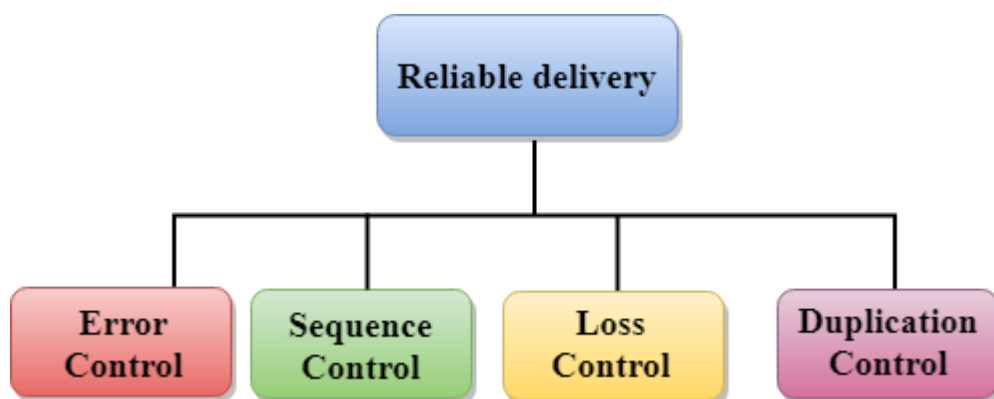 Reliable delivery
Error
Control
Sequence
Control
Loss
Control
Duplication
Control